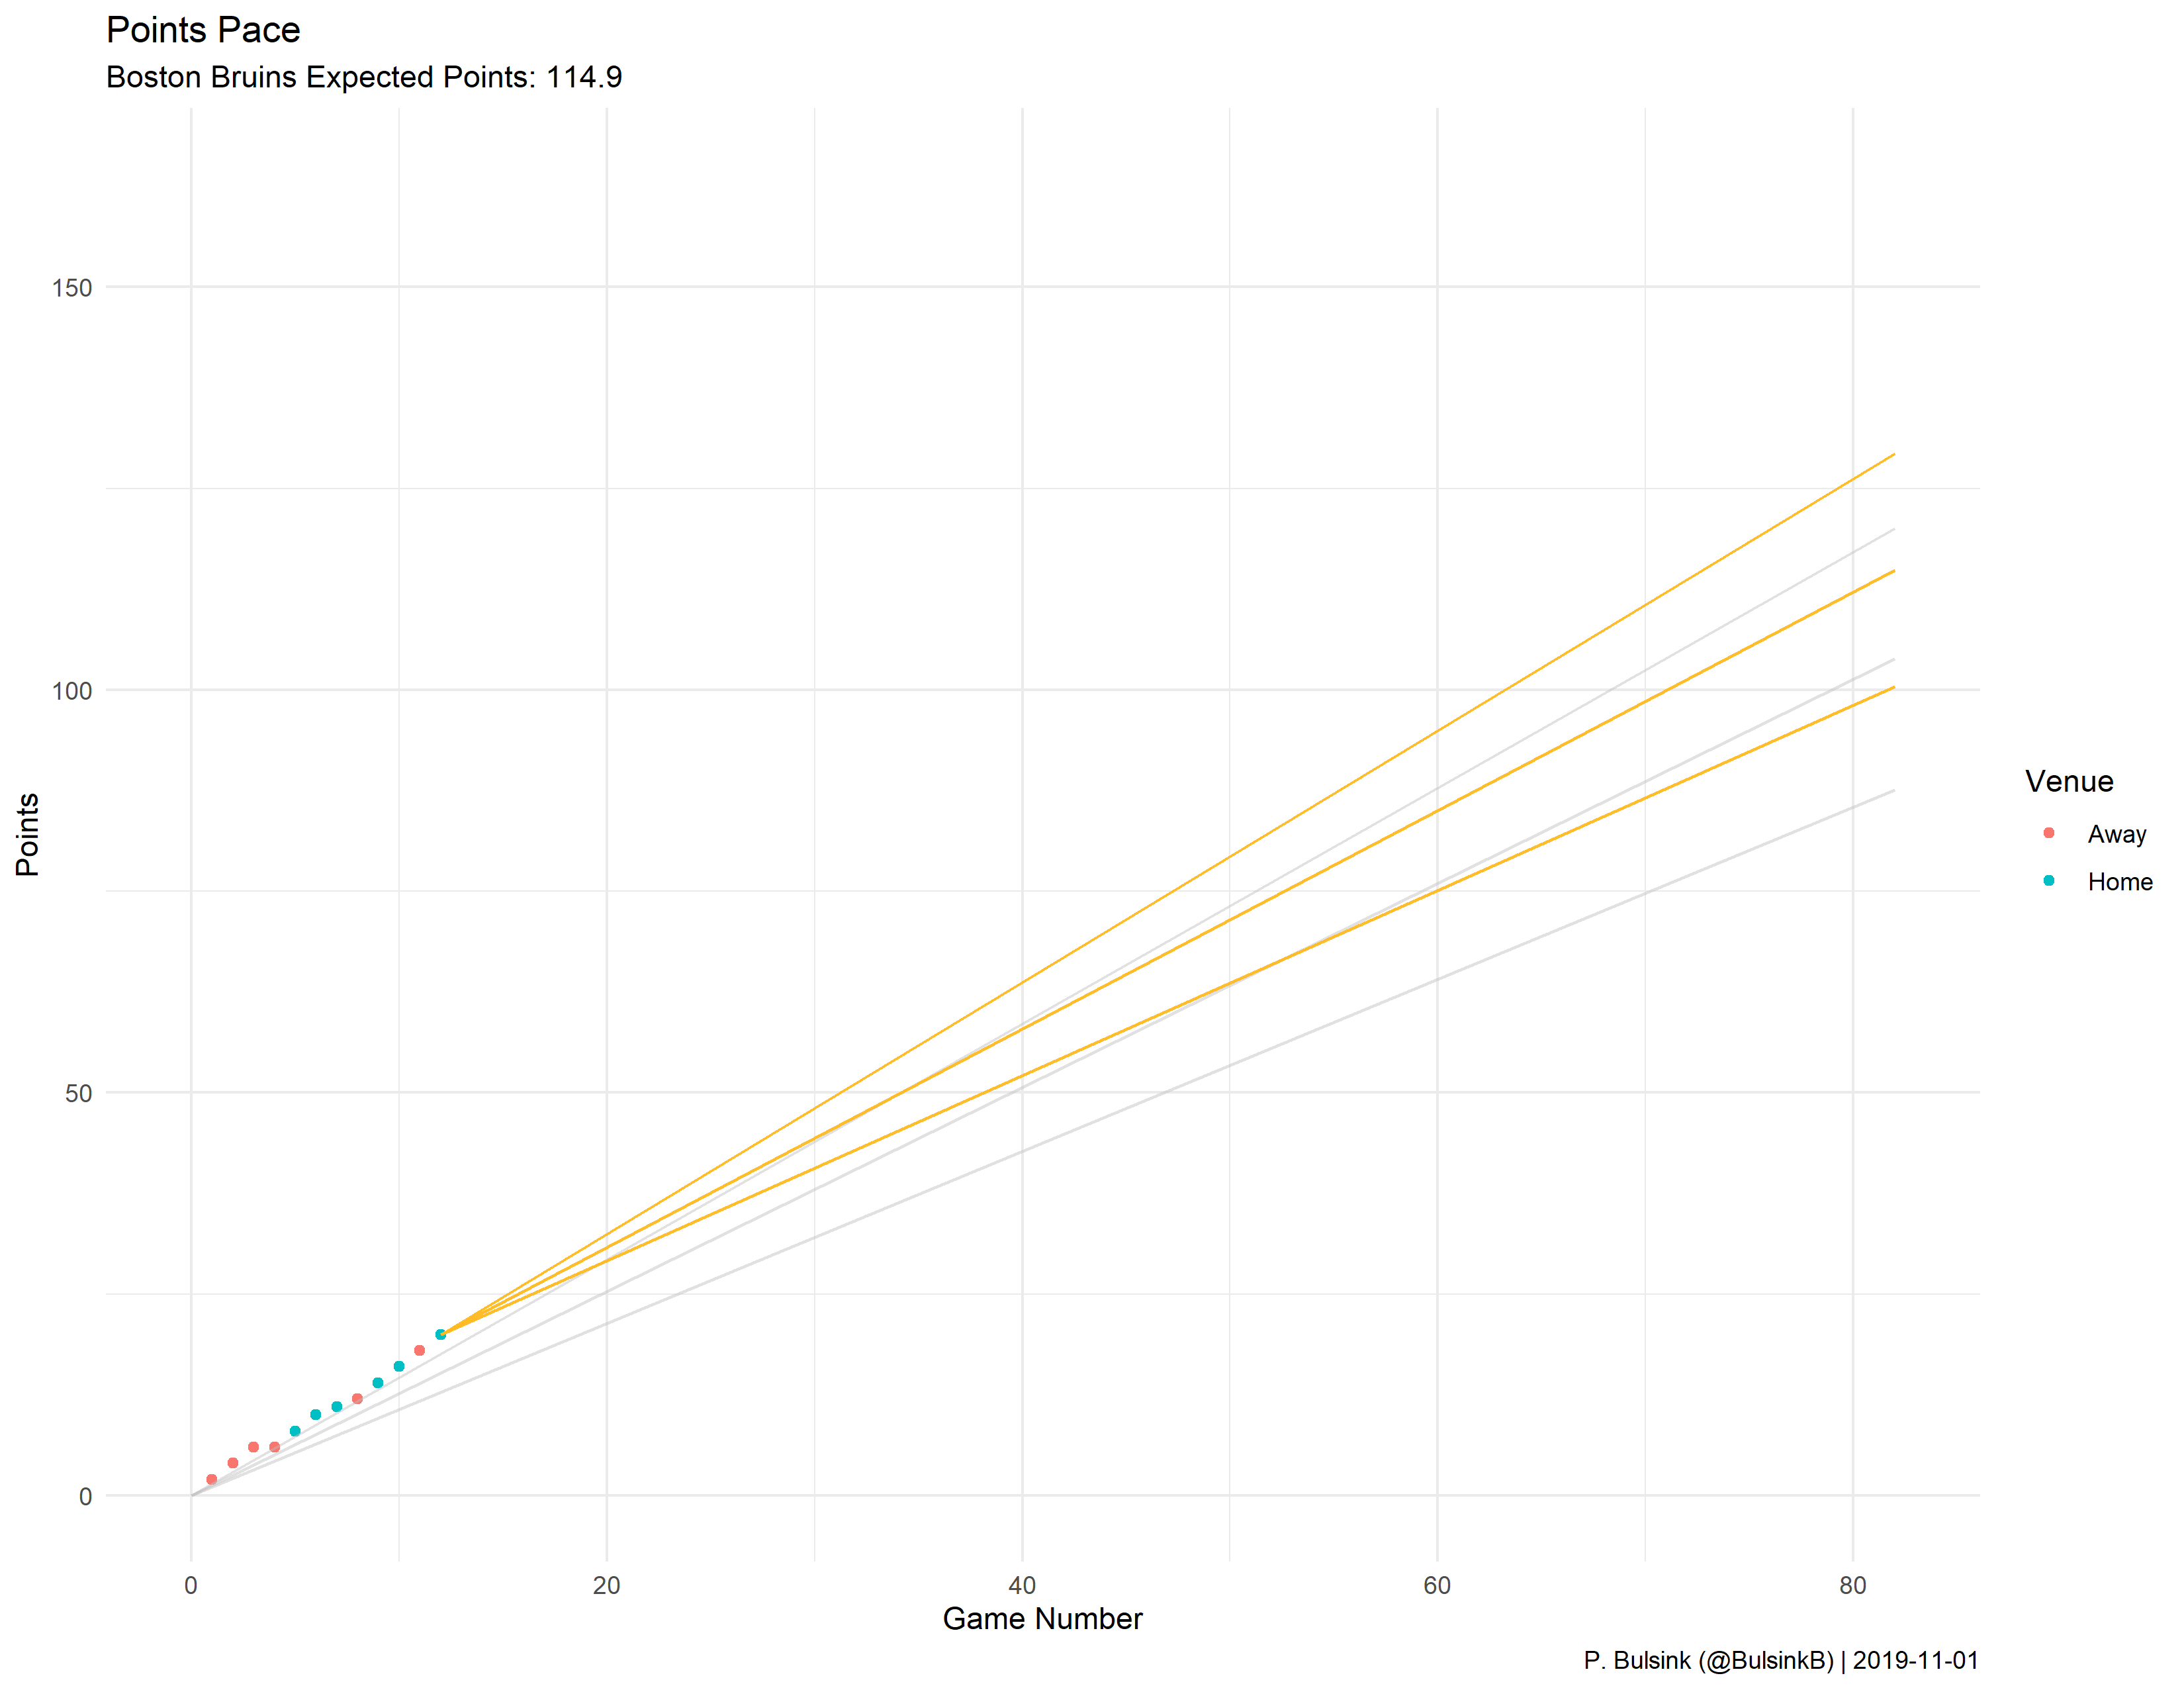 Points Pace
Boston Bruins Expected Points: 114.9
150
100
50
0
Points
0 20 40 60 80
Game Number
Venue
Away
Home
P. Bulsink (@BulsinkB) | 2019-11-01